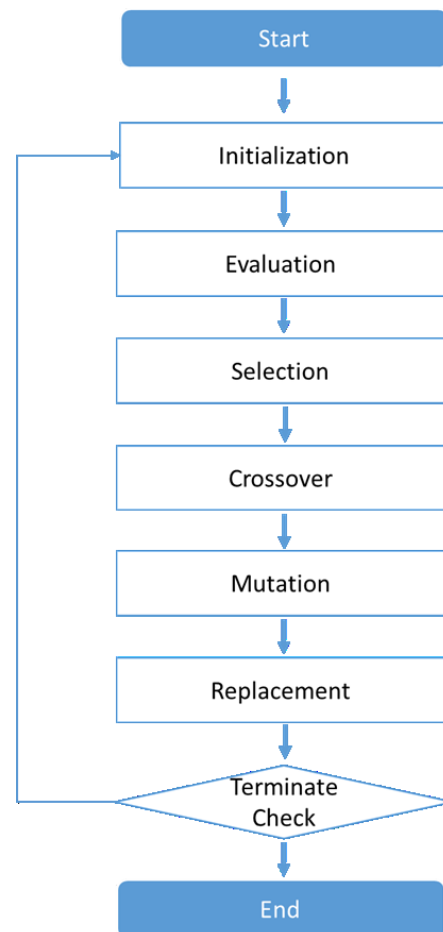 Start
Initialization
Evaluation
Selection
Crossover
Mutation
Replacement
Terminate
Check
End